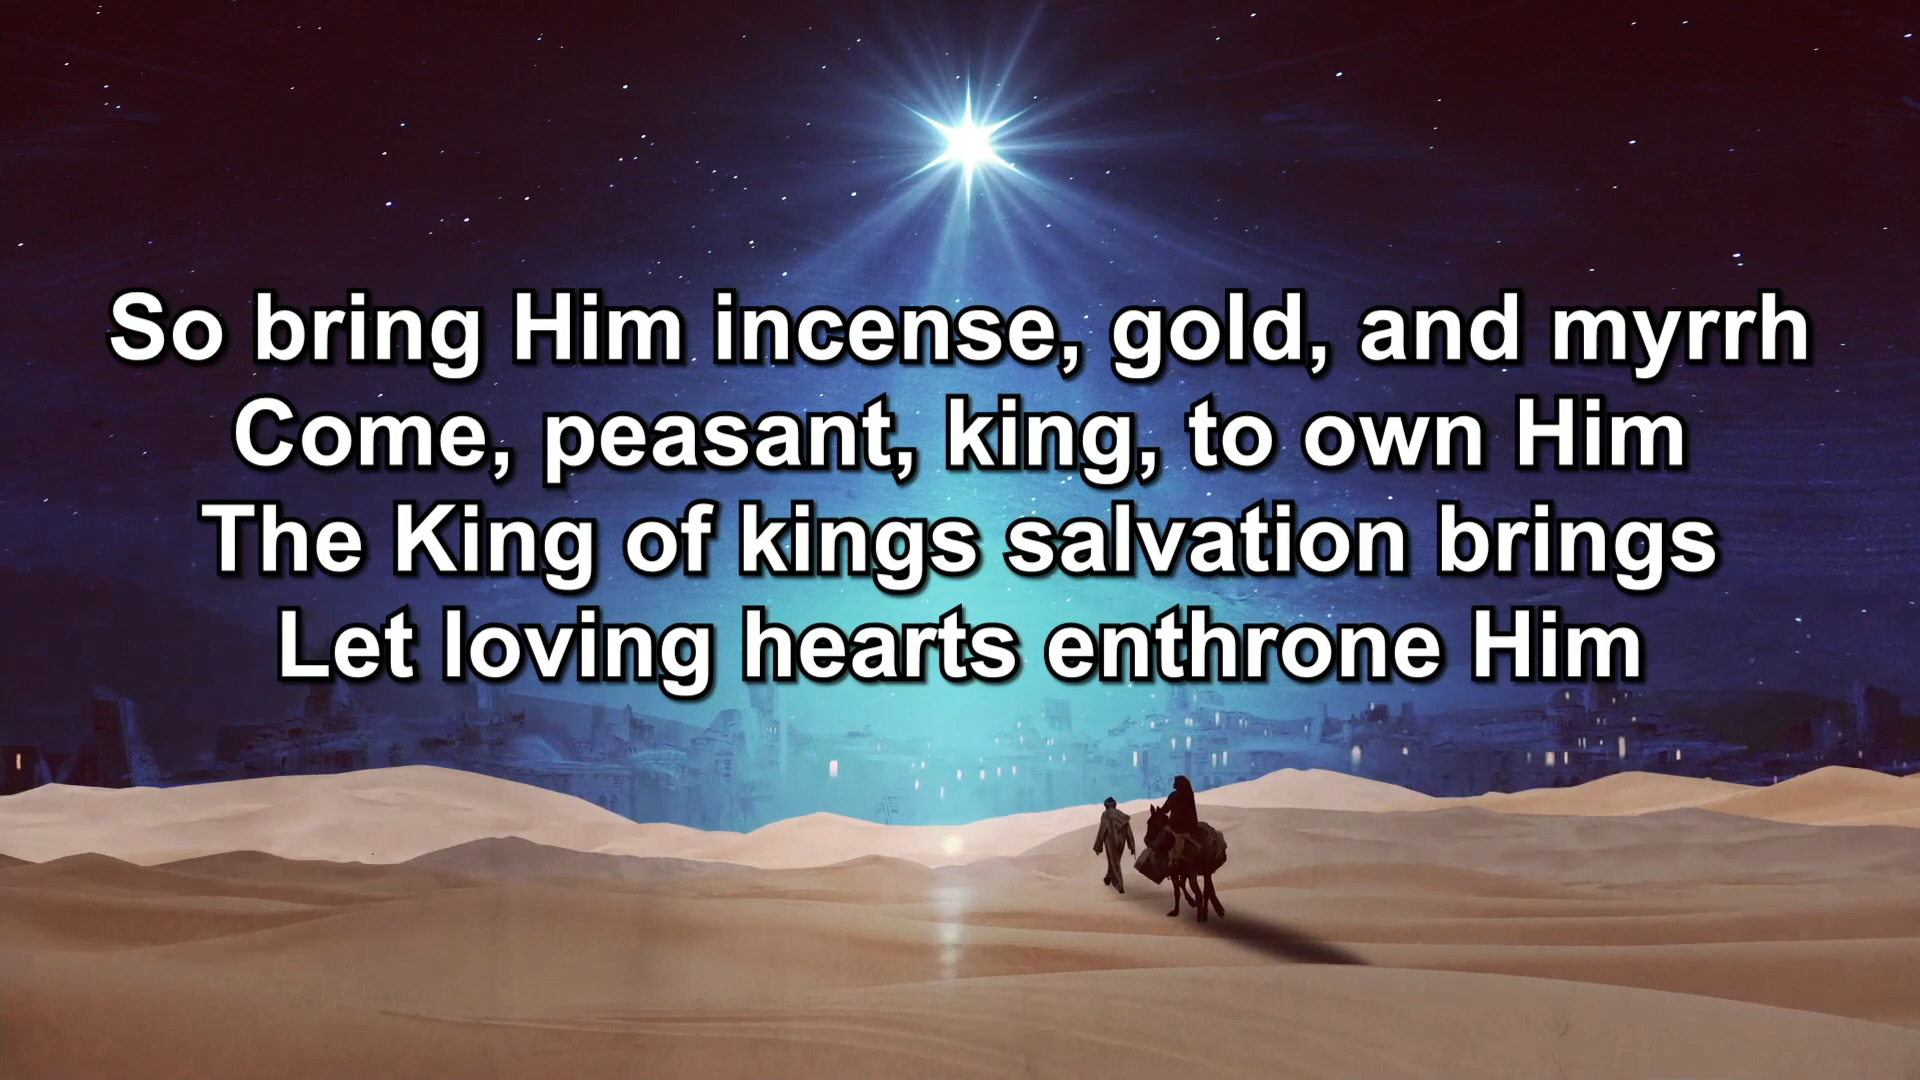 So bring Him incense, gold, and myrrh
Come, peasant, king, to own Him
The King of kings salvation brings
Let loving hearts enthrone Him